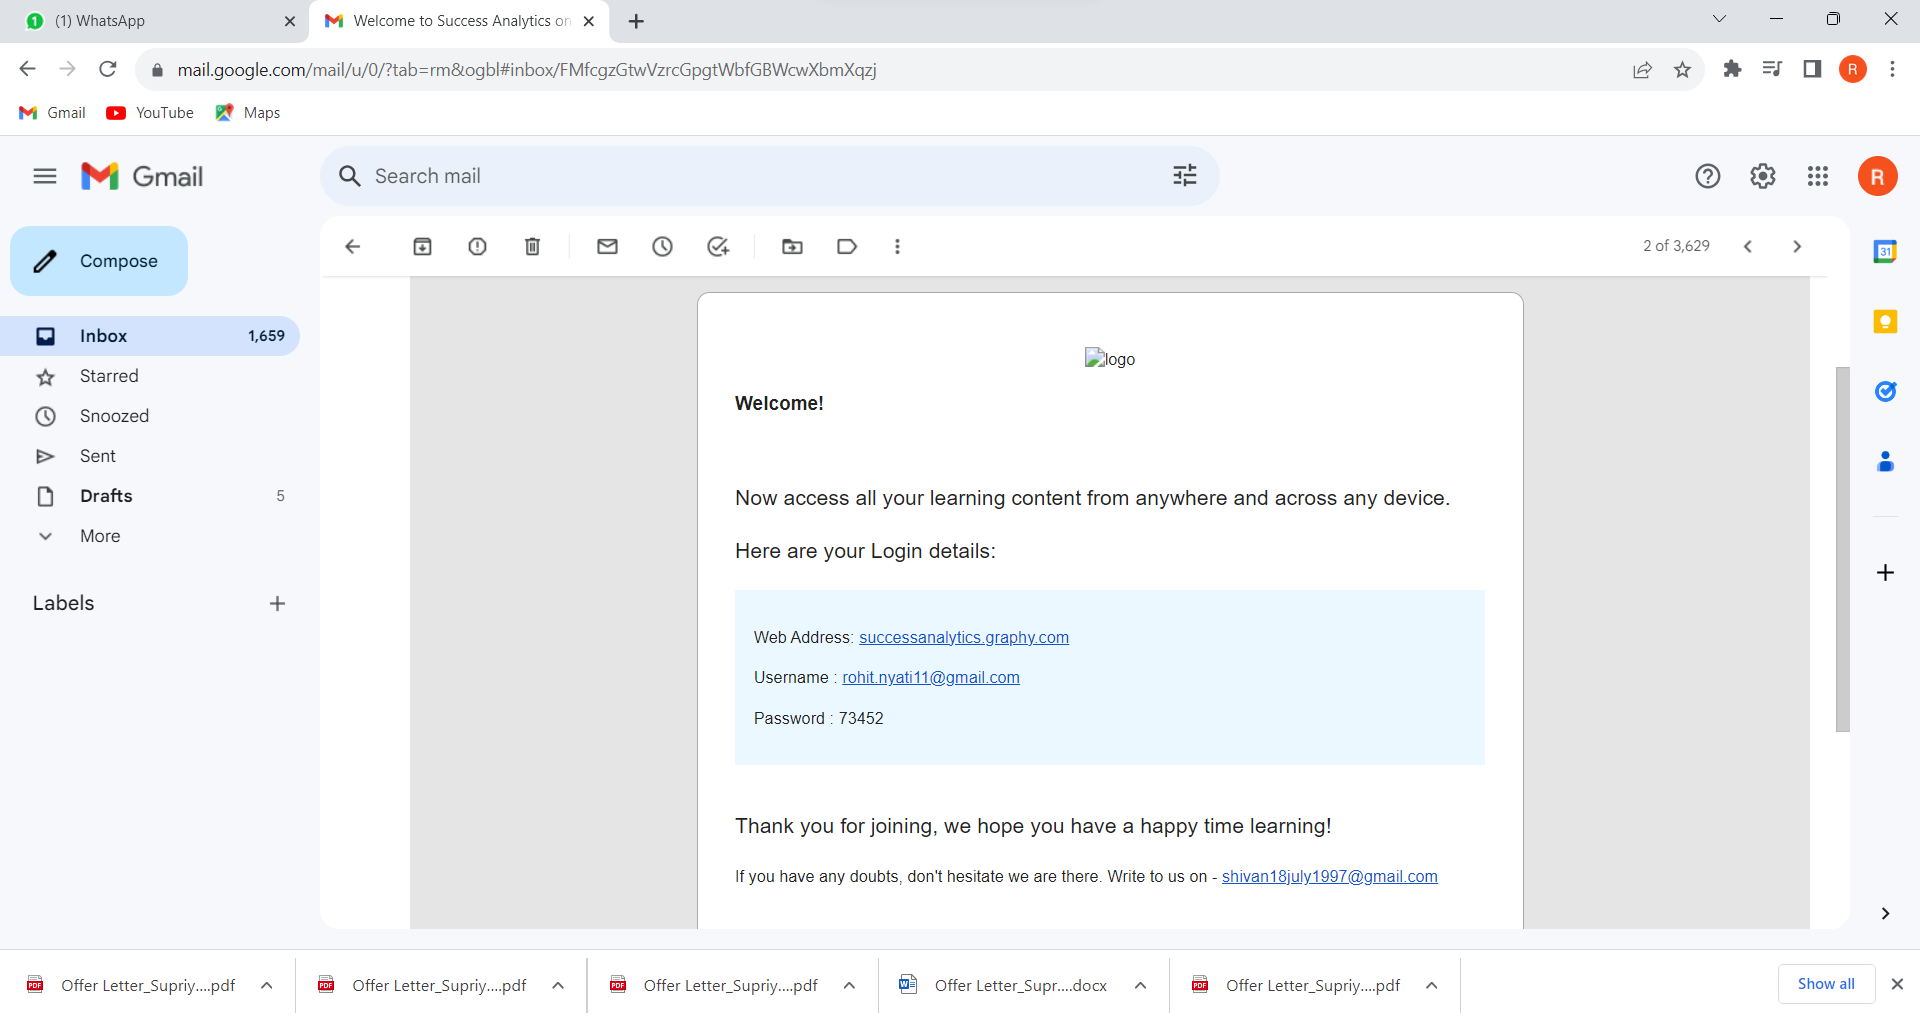 (1) WhatsApp
Welcome to Success Analytics on
mail.google.com/mail/u/0/?tab=rm&ogbl#inbox/FMfcgzGtwVzrcGpgtWbfGBWcwXbmXqzj
R
Gmail YouTube Maps
Gmail
Search mail
R
Compose
2 of 3,629
31
Inbox 1,659
Starred
Snoozed
Sent
Drafts 5
More
Labels
logo
Welcome!
Now access all your learning content from anywhere and across any device.
Here are your Login details:
Web Address: successanalytics.graphy.com
Username : rohit.nyati11@gmail.com
Password : 73452
Thank you for joining, we hope you have a happy time learning!
If you have any doubts, don't hesitate we are there. Write to us on - shivan18july1997@gmail.com
Offer Letter_Supriy....pdf Offer Letter_Supriy....pdf Offer Letter_Supriy....pdf Offer Letter_Supr....docx Offer Letter_Supriy....pdf Show all